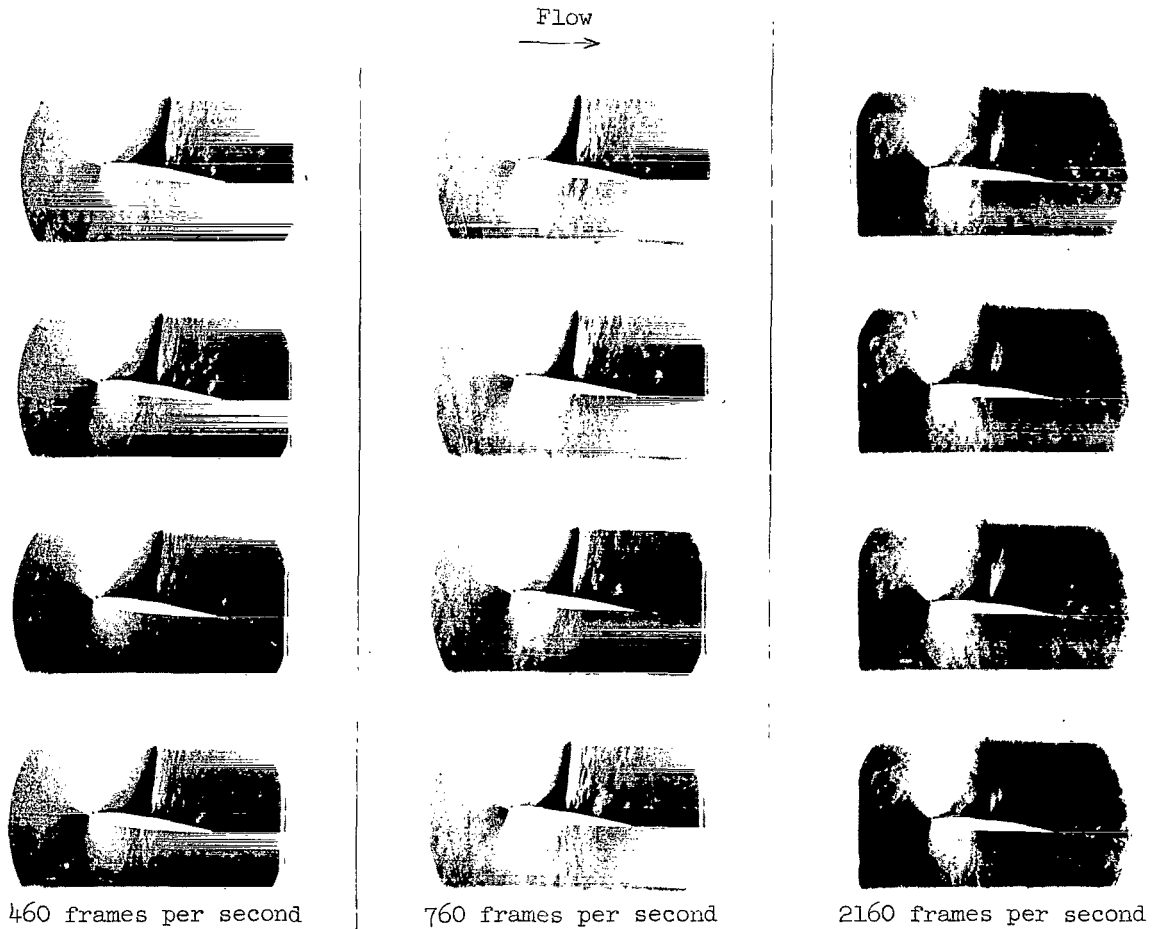 Flow
460 frames per second
760 frames per second
2160 frames per second